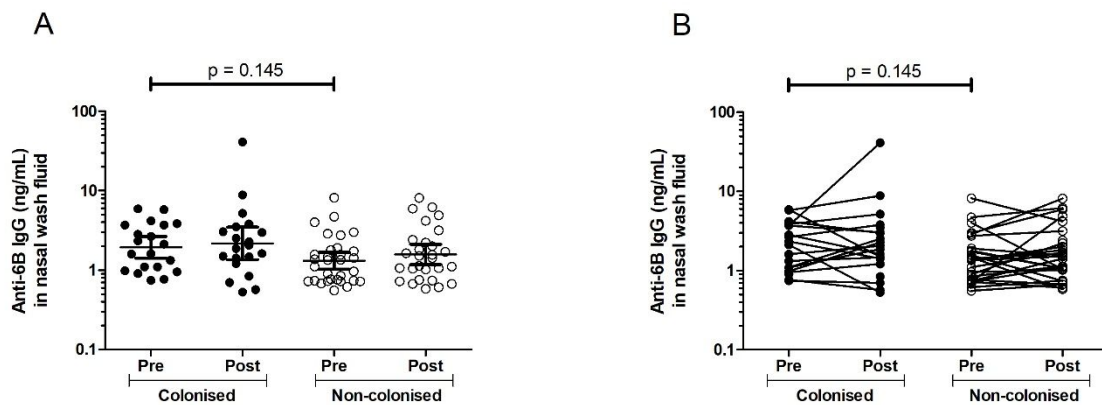 A
p = 0.145
Anti-6B IgG (ng/mL)
in nasal wash fluid
100
10
1
0.1
Pre
Post
Pre
Post
Colonised
Non-colonised
B
p = 0.145
Anti-6B IgG (ng/mL)
in nasal wash fluid
100
10
1
0.1
Pre
Post
Pre
Post
Colonised
Non-colonised